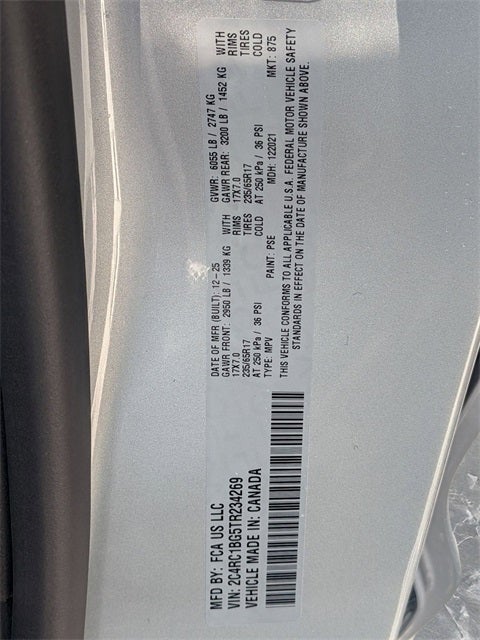 MFD BY: FCA US LLC
VIN: 2C4RC1BG5TR234269
VEHICLE MADE IN: CANADA
DATE OF MFR (BUILT): 12-25 GVWR: 6055 LB / 2747 KG
GAWR FRONT: 2950 LB / 1339 KG WITH GAWR REAR: 3200 LB / 1452 KG WITH
17X7.0 RIMS 17X7.0 RIMS
235/65R17 TIRES 235/65R17 TIRES
AT 250 kPa / 36 PSI COLD AT 250 kPa / 36 PSI COLD
TYPE: MPV PAINT: PSE MDH: 122021 MKT: 875
THIS VEHICLE CONFORMS TO ALL APPLICABLE U.S.A. FEDERAL MOTOR VEHICLE SAFETY
STANDARDS IN EFFECT ON THE DATE OF MANUFACTURE SHOWN ABOVE.